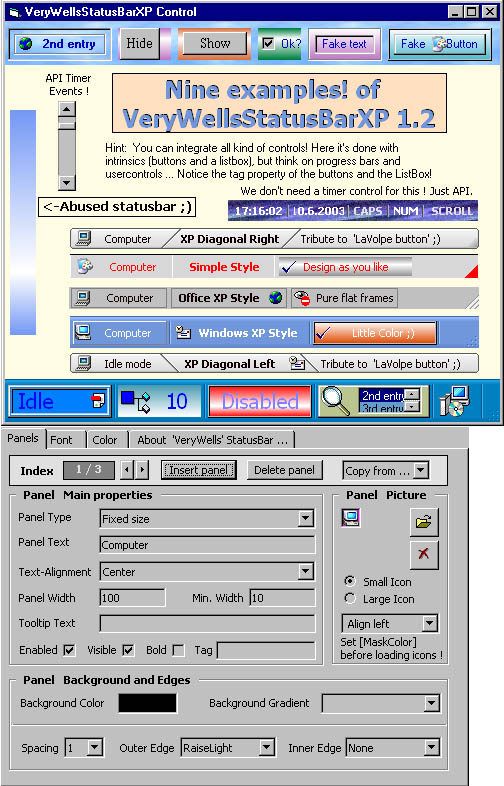 VeryWellsStatusBarXP Control
2nd entry Hide Show Ok? Fake text Fake Button
API Timer
Events !
Nine examples! of
VeryWellsStatusBarXP 1.2
Hint: You can integrate all kind of controls! Here it's done with
intrinsics (buttons and a listbox), but think on progress bars and
usercontrols ... Notice the tag property of the buttons and the ListBox!
We don't need a timer control for this ! Just API.
<-Abused statusbar ;)
17:16:02 10.6.2003 CAPS NUM SCROLL
Computer XP Diagonal Right Tribute to 'LaVolpe button' ;)
Computer Simple Style Design as you like
Computer Office XP Style Pure flat frames
Computer Windows XP Style Little Color ;)
Idle mode XP Diagonal Left Tribute to 'LaVolpe button' ;)
Idle 10 Disabled 2nd entry
3rd entry
Panels Font Color About 'VeryWells' StatusBar ...
Index 1 / 3 Insert panel Delete panel Copy from ...
Panel Main properties
Panel Type Fixed size
Panel Text Computer
Text-Alignment Center
Panel Width 100 Min. Width 10
Tooltip Text
Enabled Visible Bold Tag
Panel Picture
Small Icon
Large Icon
Align left
Set [MaskColor]
before loading icons !
Panel Background and Edges
Background Color Background Gradient
Spacing 1 Outer Edge RaiseLight Inner Edge None